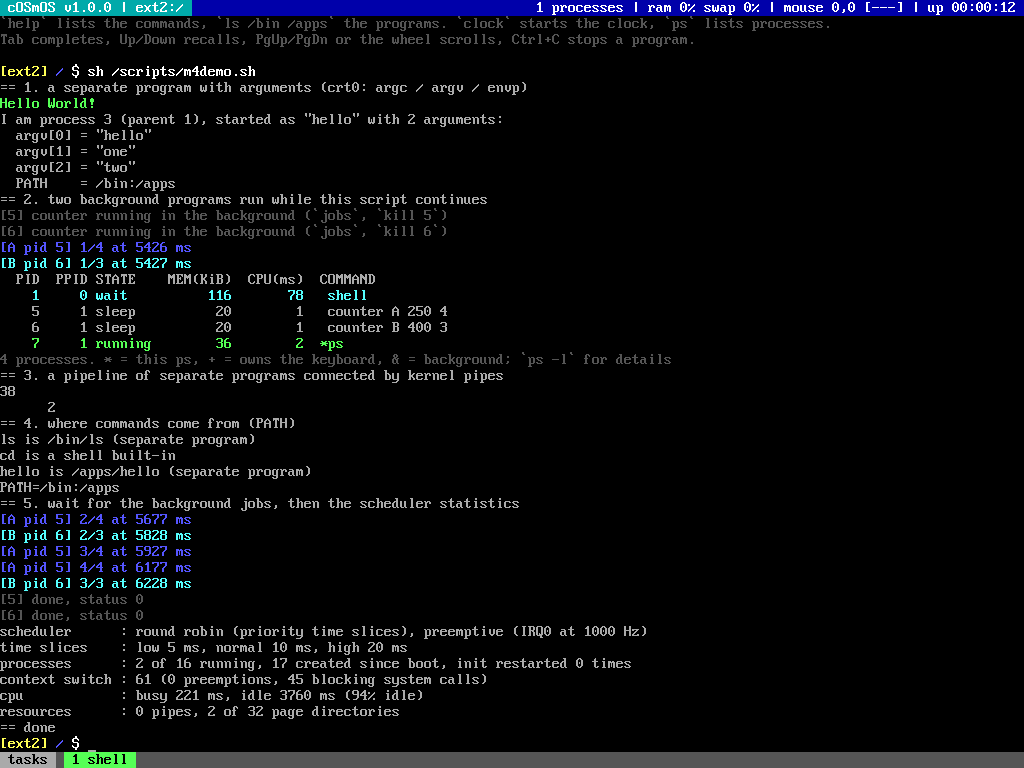 cOSmOS v1.0.0 | ext2:/ 1 processes | ram 0% swap 0% | mouse 0,0 [---] | up 00:00:12
`help` lists the commands, `ls /bin /apps` the programs. `clock` starts the clock, `ps` lists processes.
Tab completes, Up/Down recalls, PgUp/PgDn or the wheel scrolls, Ctrl+C stops a program.
[ext2] / $ sh /scripts/m4demo.sh
== 1. a separate program with arguments (crt0: argc / argv / envp)
Hello World!
I am process 3 (parent 1), started as "hello" with 2 arguments:
  argv[0] = "hello"
  argv[1] = "one"
  argv[2] = "two"
  PATH    = /bin:/apps
== 2. two background programs run while this script continues
[5] counter running in the background (`jobs`, `kill 5`)
[6] counter running in the background (`jobs`, `kill 6`)
[A pid 5] 1/4 at 5426 ms
[B pid 6] 1/3 at 5427 ms
  PID  PPID STATE    MEM(KiB)  CPU(ms)  COMMAND
    1     0 wait          116       78   shell
    5     1 sleep          20        1   counter A 250 4
    6     1 sleep          20        1   counter B 400 3
    7     1 running        36        2  *ps
4 processes. * = this ps, + = owns the keyboard, & = background; `ps -l` for details
== 3. a pipeline of separate programs connected by kernel pipes
38
      2
== 4. where commands come from (PATH)
ls is /bin/ls (separate program)
cd is a shell built-in
hello is /apps/hello (separate program)
PATH=/bin:/apps
== 5. wait for the background jobs, then the scheduler statistics
[A pid 5] 2/4 at 5677 ms
[B pid 6] 2/3 at 5828 ms
[A pid 5] 3/4 at 5927 ms
[A pid 5] 4/4 at 6177 ms
[B pid 6] 3/3 at 6228 ms
[5] done, status 0
[6] done, status 0
scheduler      : round robin (priority time slices), preemptive (IRQ0 at 1000 Hz)
time slices    : low 5 ms, normal 10 ms, high 20 ms
processes      : 2 of 16 running, 17 created since boot, init restarted 0 times
context switch : 61 (0 preemptions, 45 blocking system calls)
cpu            : busy 221 ms, idle 3760 ms (94% idle)
resources      : 0 pipes, 2 of 32 page directories
== done
[ext2] / $ _
tasks 1 shell